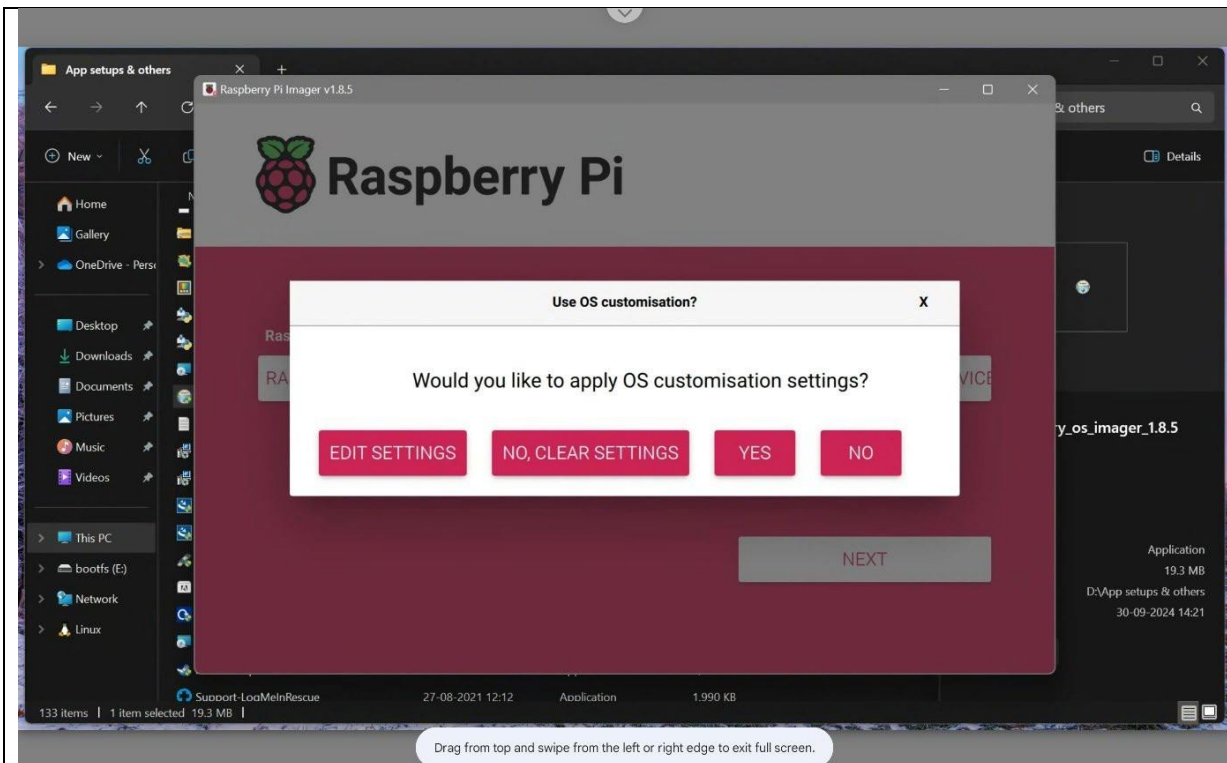 App setups & others
Raspberry Pi Imager v1.8.5
& others
New
Details
Raspberry Pi
Home
Gallery
OneDrive - Perso
Use OS customisation?
X
Desktop
Ras
Downloads
RA
Would you like to apply OS customisation settings?
VICE
Documents
Pictures
y_os_imager_1.8.5
Music
EDIT SETTINGS
NO, CLEAR SETTINGS
YES
NO
Videos
This PC
NEXT
Application
bootfs (E:)
19.3 MB
Network
D:\App setups & others
30-09-2024 14:21
Linux
Support-LogMeInRescue 27-08-2021 12:12 Application 1,990 KB
133 items | 1 item selected 19.3 MB |
Drag from top and swipe from the left or right edge to exit full screen.